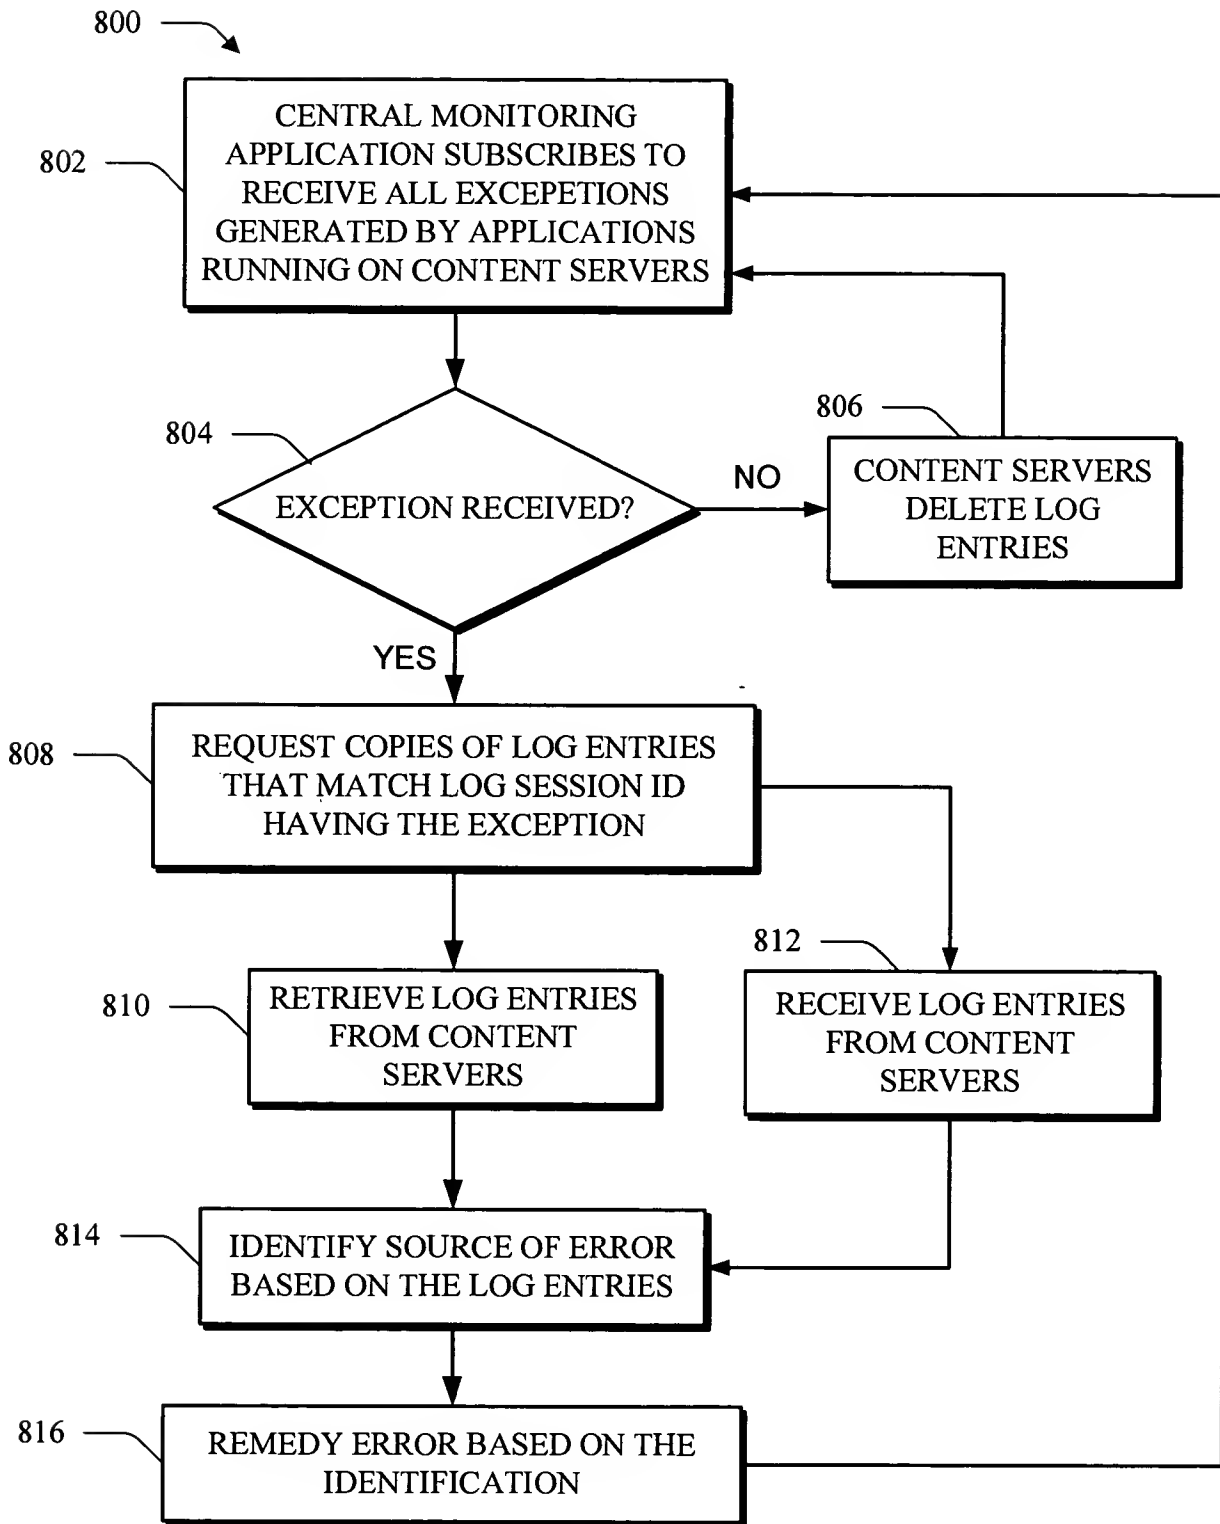 800
802
CENTRAL MONITORING
APPLICATION SUBSCRIBES TO
RECEIVE ALL EXCEPETIONS
GENERATED BY APPLICATIONS
RUNNING ON CONTENT SERVERS
804
EXCEPTION RECEIVED?
NO
806
CONTENT SERVERS
DELETE LOG
ENTRIES
YES
808
REQUEST COPIES OF LOG ENTRIES
THAT MATCH LOG SESSION ID
HAVING THE EXCEPTION
810
RETRIEVE LOG ENTRIES
FROM CONTENT
SERVERS
812
RECEIVE LOG ENTRIES
FROM CONTENT
SERVERS
814
IDENTIFY SOURCE OF ERROR
BASED ON THE LOG ENTRIES
816
REMEDY ERROR BASED ON THE
IDENTIFICATION